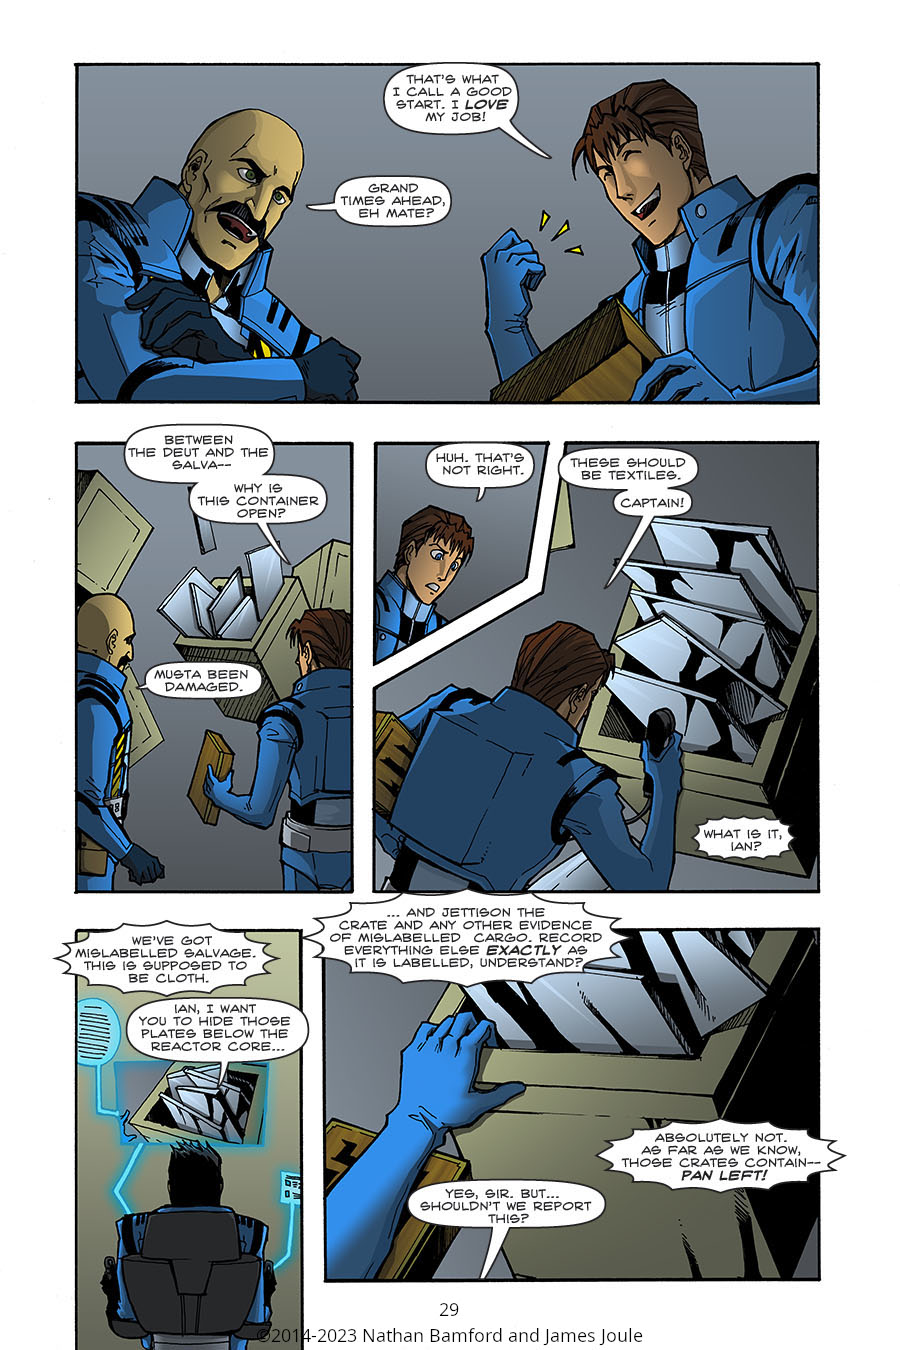 THAT'S WHAT
I CALL A GOOD
START. I LOVE
MY JOB!
GRAND
TIMES AHEAD,
EH MATE?
BETWEEN
THE DEUT AND THE
SALVA--
WHY IS
THIS CONTAINER
OPEN?
MUSTA BEEN
DAMAGED.
HUH. THAT'S
NOT RIGHT.
THESE SHOULD
BE TEXTILES.
CAPTAIN!
WHAT IS IT,
IAN?
WE'VE GOT
MISLABELLED SALVAGE.
THIS IS SUPPOSED TO
BE CLOTH.
IAN, I WANT
YOU TO HIDE THOSE
PLATES BELOW THE
REACTOR CORE...
... AND JETTISON THE
CRATE AND ANY OTHER EVIDENCE
OF MISLABELLED CARGO. RECORD
EVERYTHING ELSE EXACTLY AS
IT IS LABELLED, UNDERSTAND?
YES, SIR. BUT...
SHOULDN'T WE REPORT
THIS?
ABSOLUTELY NOT.
AS FAR AS WE KNOW,
THOSE CRATES CONTAIN--
PAN LEFT!
29
©2014-2023 Nathan Bamford and James Joule